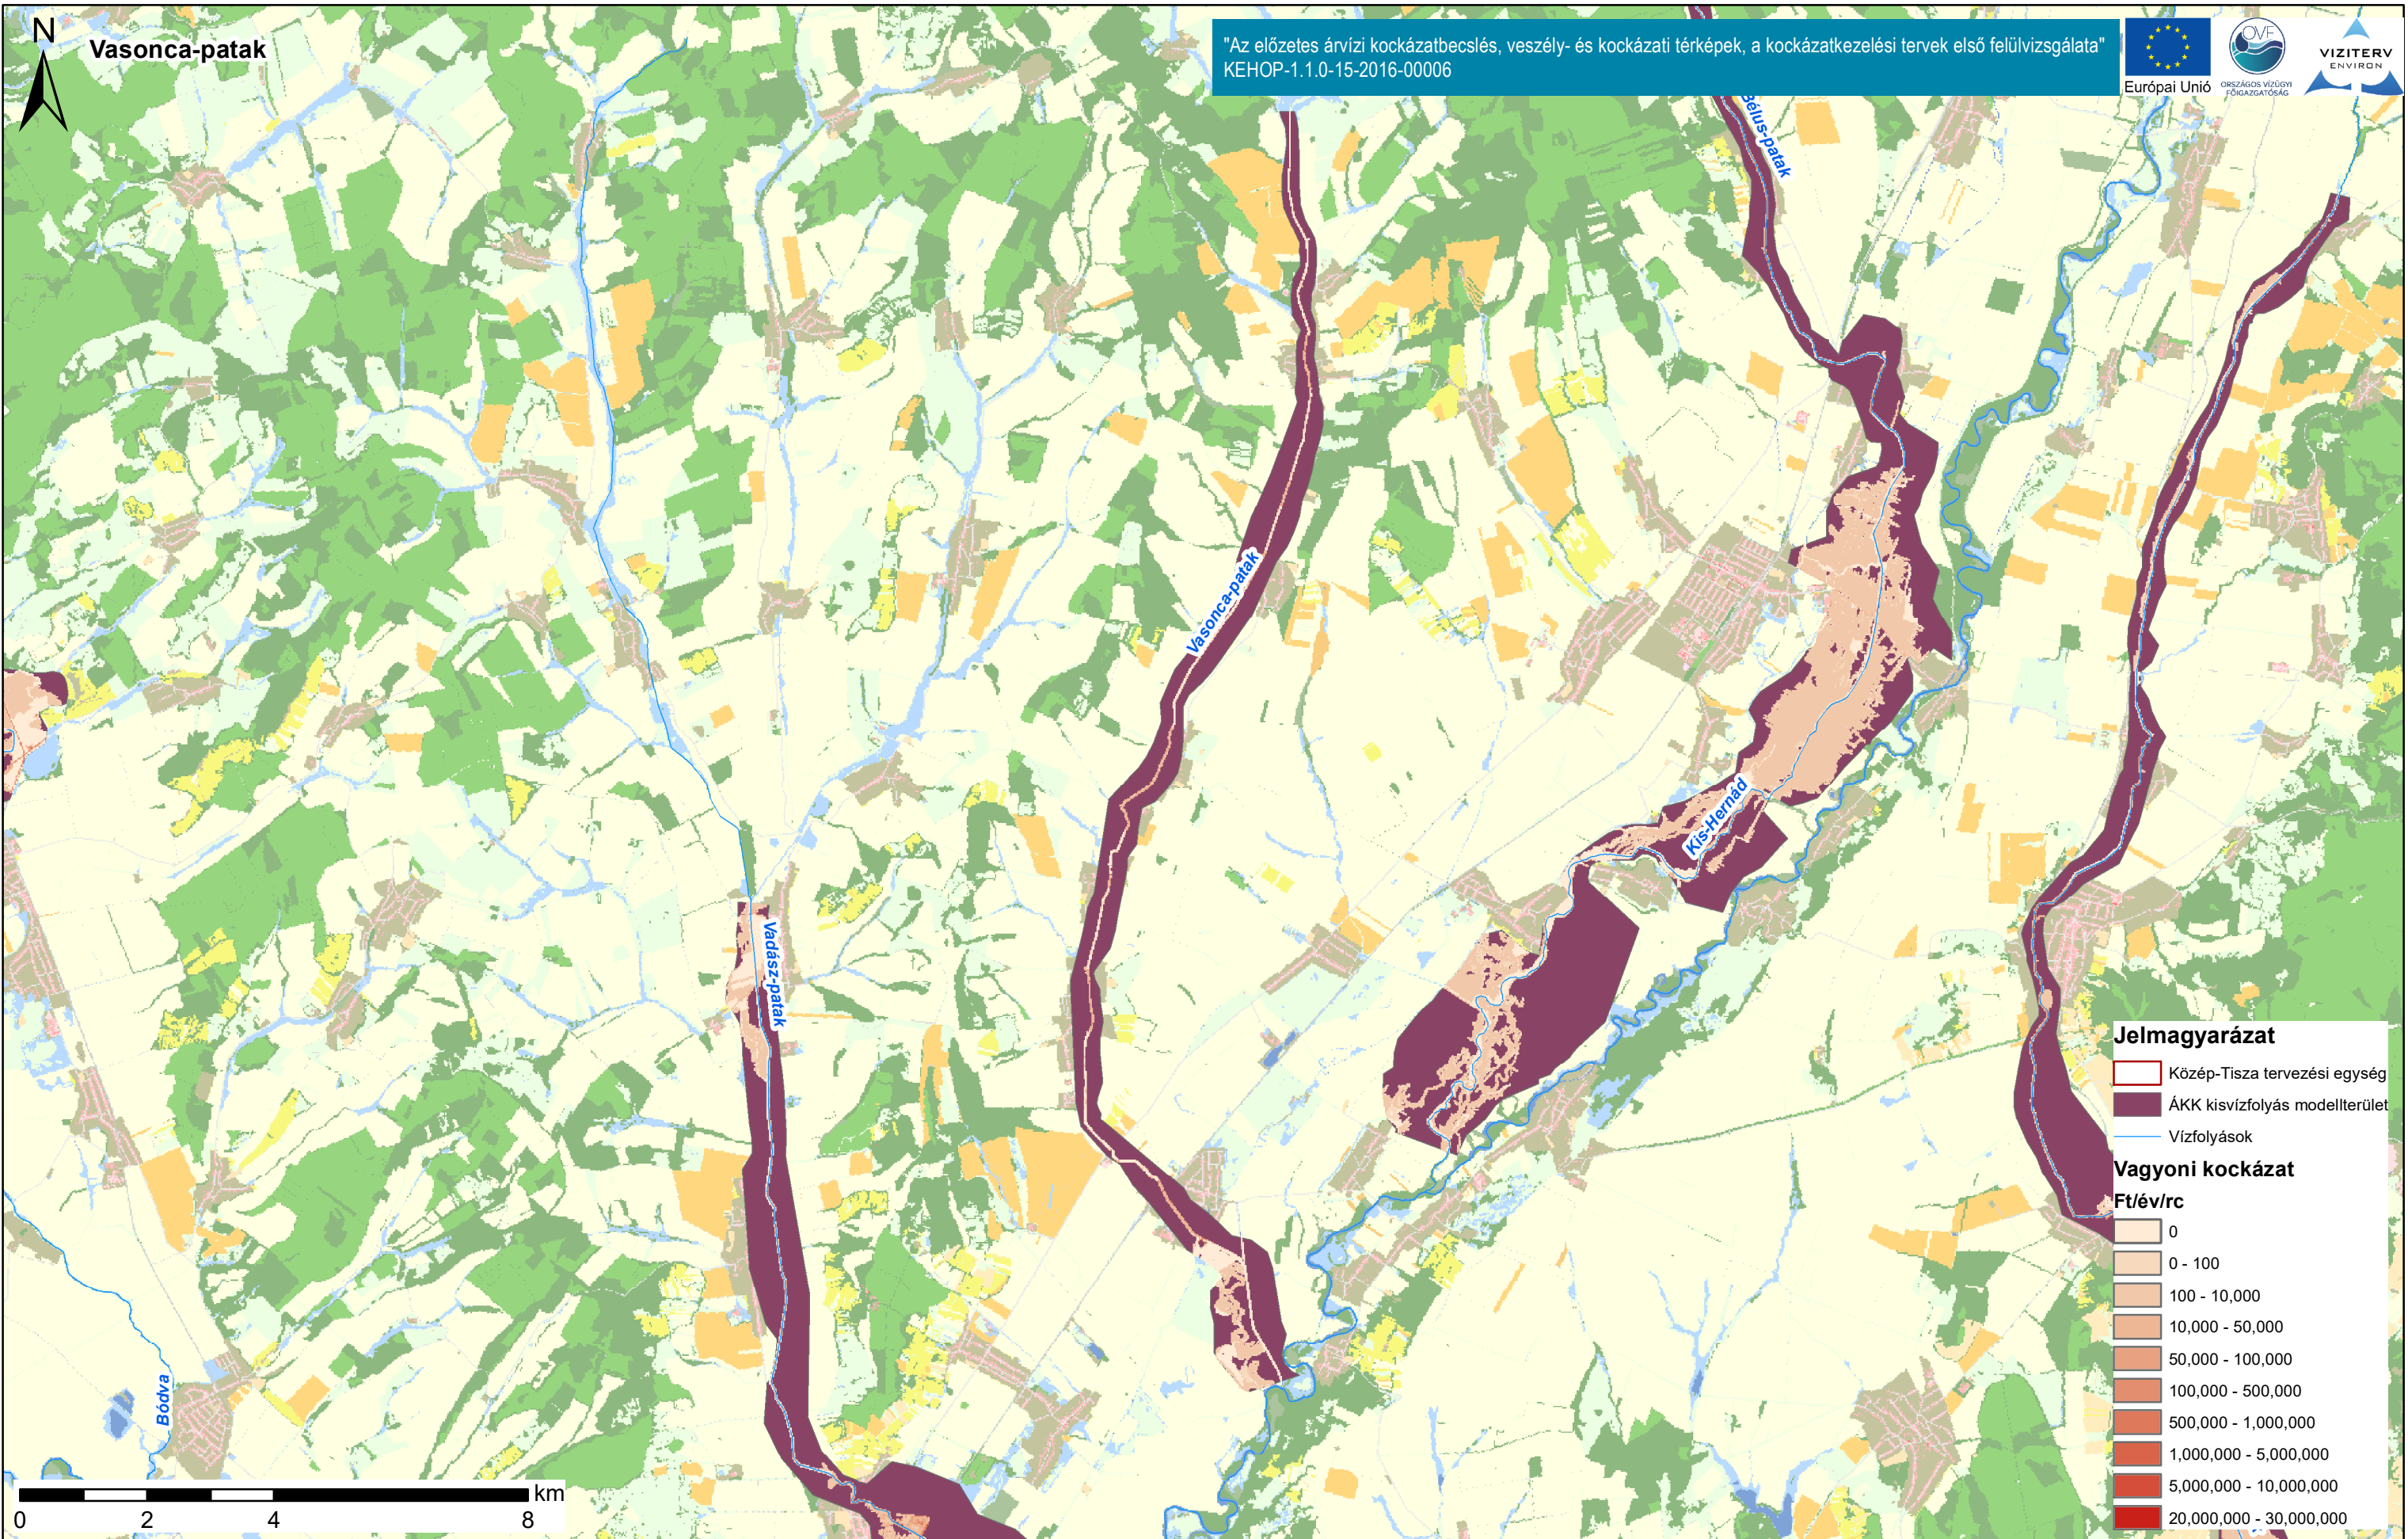 N
Vasonca-patak
"Az előzetes árvízi kockázatbecslés, veszély- és kockázati térképek, a kockázatkezelési tervek első felülvizsgálata"
KEHOP-1.1.0-15-2016-00006
Európai Unió
OVF
ORSZÁGOS VÍZÜGYI
FŐIGAZGATÓSÁG
VIZITERV
ENVIRON
Bélus-patak
Vasonca-patak
Kis-Hernád
Vadász-patak
Bódva
Jelmagyarázat
Közép-Tisza tervezési egység
ÁKK kisvízfolyás modellterület
Vízfolyások
Vagyoni kockázat
Ft/év/rc
0
0 - 100
100 - 10,000
10,000 - 50,000
50,000 - 100,000
100,000 - 500,000
500,000 - 1,000,000
1,000,000 - 5,000,000
5,000,000 - 10,000,000
20,000,000 - 30,000,000
km
0 2 4 8